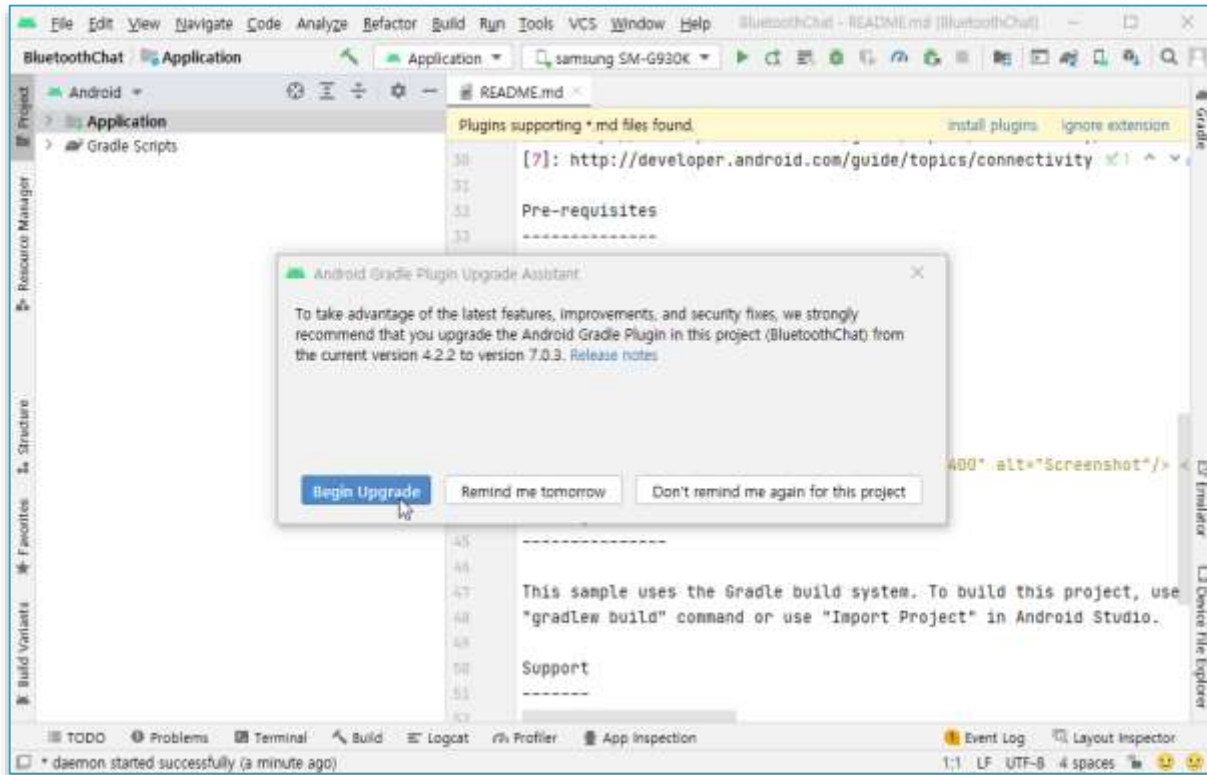 File Edit View Navigate Code Analyze Refactor Build Run Tools VCS Window Help BluetoothChat - README.md [BluetoothChat]
BluetoothChat Application Application samsung SM-G930K
Project
Resource Manager
Structure
Favorites
Build Variants
Android
Application
Gradle Scripts
README.md
Plugins supporting *.md files found. Install plugins Ignore extension
30 [7]: http://developer.android.com/guide/topics/connectivity 1
31
32 Pre-requisites
33 --------------
Android Gradle Plugin Upgrade Assistant
To take advantage of the latest features, improvements, and security fixes, we strongly
recommend that you upgrade the Android Gradle Plugin in this project (BluetoothChat) from
the current version 4.2.2 to version 7.0.3. Release notes
Begin Upgrade Remind me tomorrow Don't remind me again for this project
400" alt="Screenshot"/>
45 ---------------
46
47 This sample uses the Gradle build system. To build this project, use
48 "gradlew build" command or use "Import Project" in Android Studio.
49
50 Support
51 -------
52
Gradle
Emulator
Device File Explorer
TODO Problems Terminal Build Logcat Profiler App Inspection Event Log Layout Inspector
* daemon started successfully (a minute ago) 1:1 LF UTF-8 4 spaces